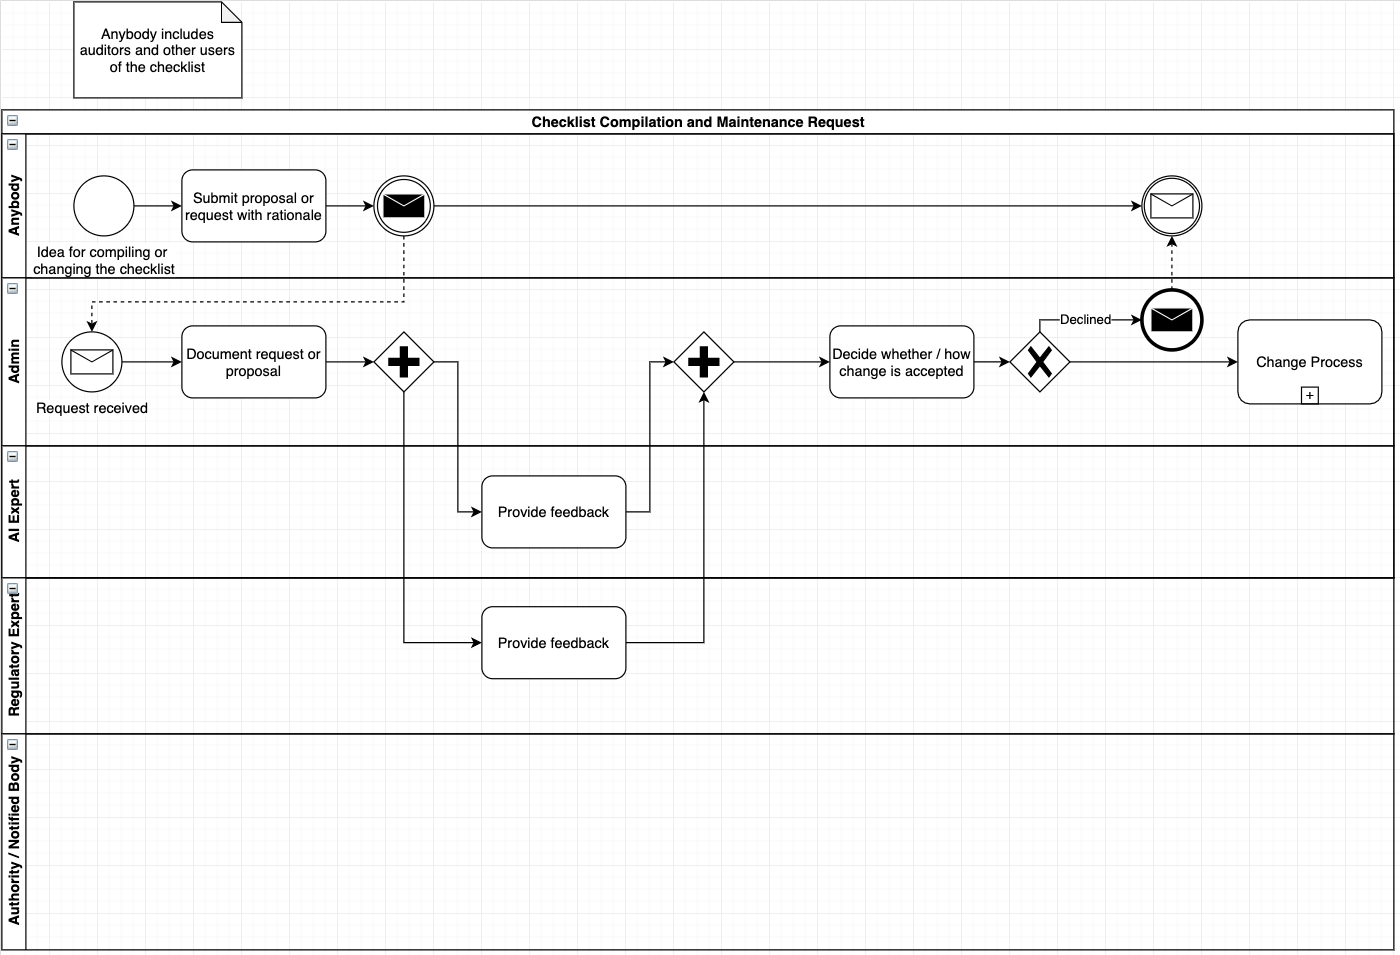 Anybody includes
auditors and other users
of the checklist
Checklist Compilation and Maintenance Request
Anybody
Idea for compiling or
changing the checklist
Submit proposal or
request with rationale
Admin
Request received
Document request or
proposal
Decide whether / how
change is accepted
Declined
Change Process
AI Expert
Provide feedback
Regulatory Expert
Provide feedback
Authority / Notified Body